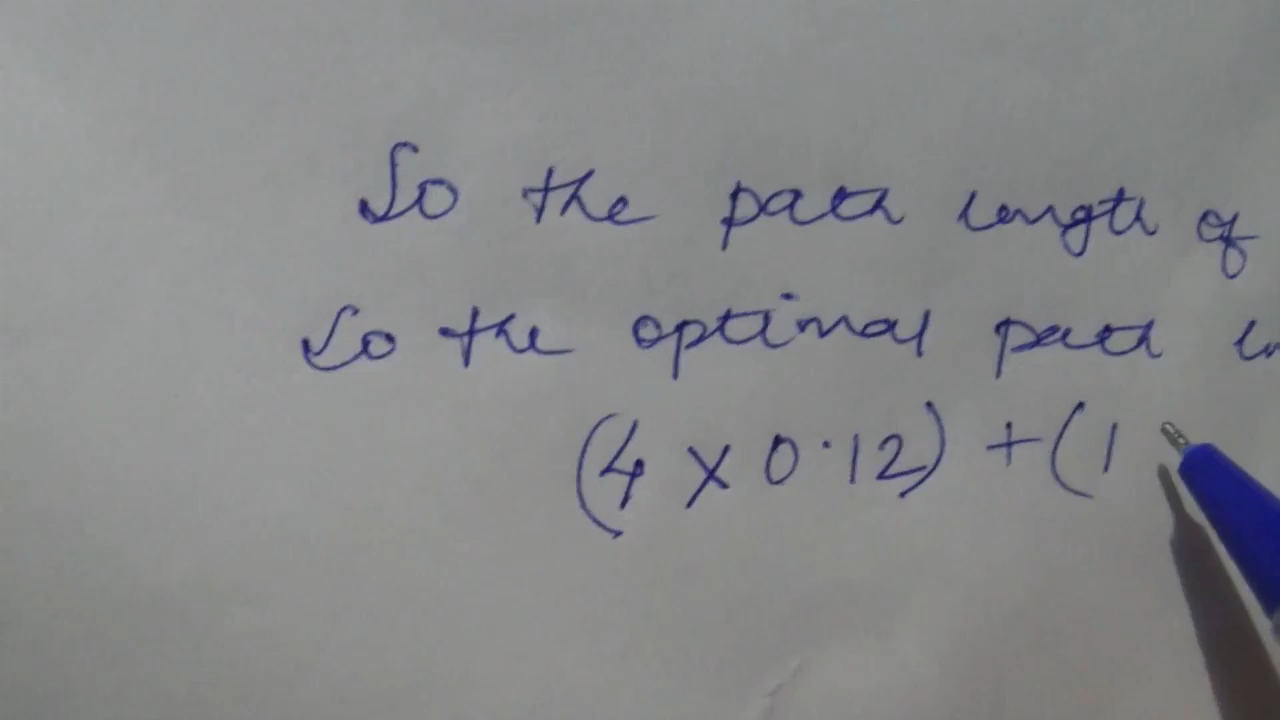 So the path length of
So the optimal path
(4 x 0.12) + (1